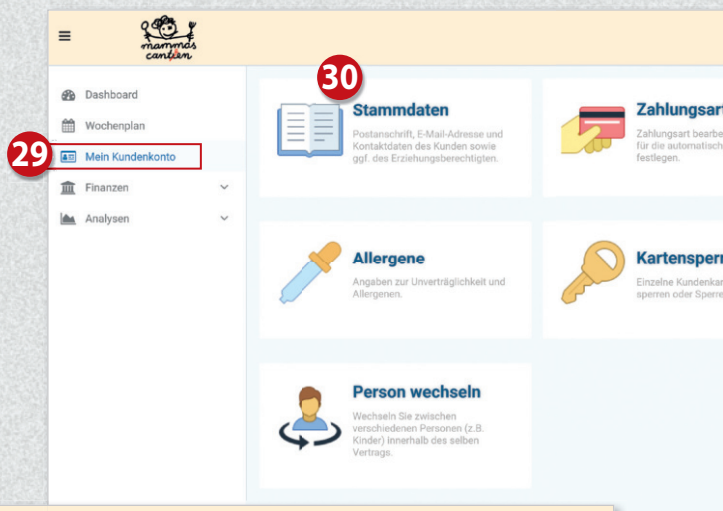 mammas
canteen
Dashboard
Wochenplan
29
Mein Kundenkonto
Finanzen
Analysen
30
Stammdaten
Postanschrift, E-Mail-Adresse und
Kontaktdaten des Kunden sowie
ggf. des Erziehungsberechtigten.
Zahlungsart
Zahlungsart bearbe
für die automatisch
festlegen.
Allergene
Angaben zur Unverträglichkeit und
Allergenen.
Kartensperr
Einzelne Kundenkar
sperren oder Sperre
Person wechseln
Wechseln Sie zwischen
verschiedenen Personen (z.B.
Kinder) innerhalb des selben
Vertrags.